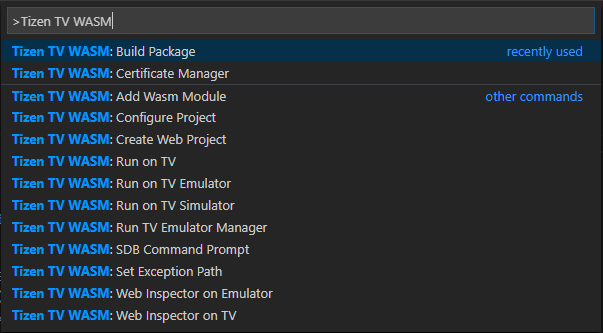 >Tizen TV WASM
Tizen TV WASM: Build Package recently used
Tizen TV WASM: Certificate Manager
Tizen TV WASM: Add Wasm Module other commands
Tizen TV WASM: Configure Project
Tizen TV WASM: Create Web Project
Tizen TV WASM: Run on TV
Tizen TV WASM: Run on TV Emulator
Tizen TV WASM: Run on TV Simulator
Tizen TV WASM: Run TV Emulator Manager
Tizen TV WASM: SDB Command Prompt
Tizen TV WASM: Set Exception Path
Tizen TV WASM: Web Inspector on Emulator
Tizen TV WASM: Web Inspector on TV